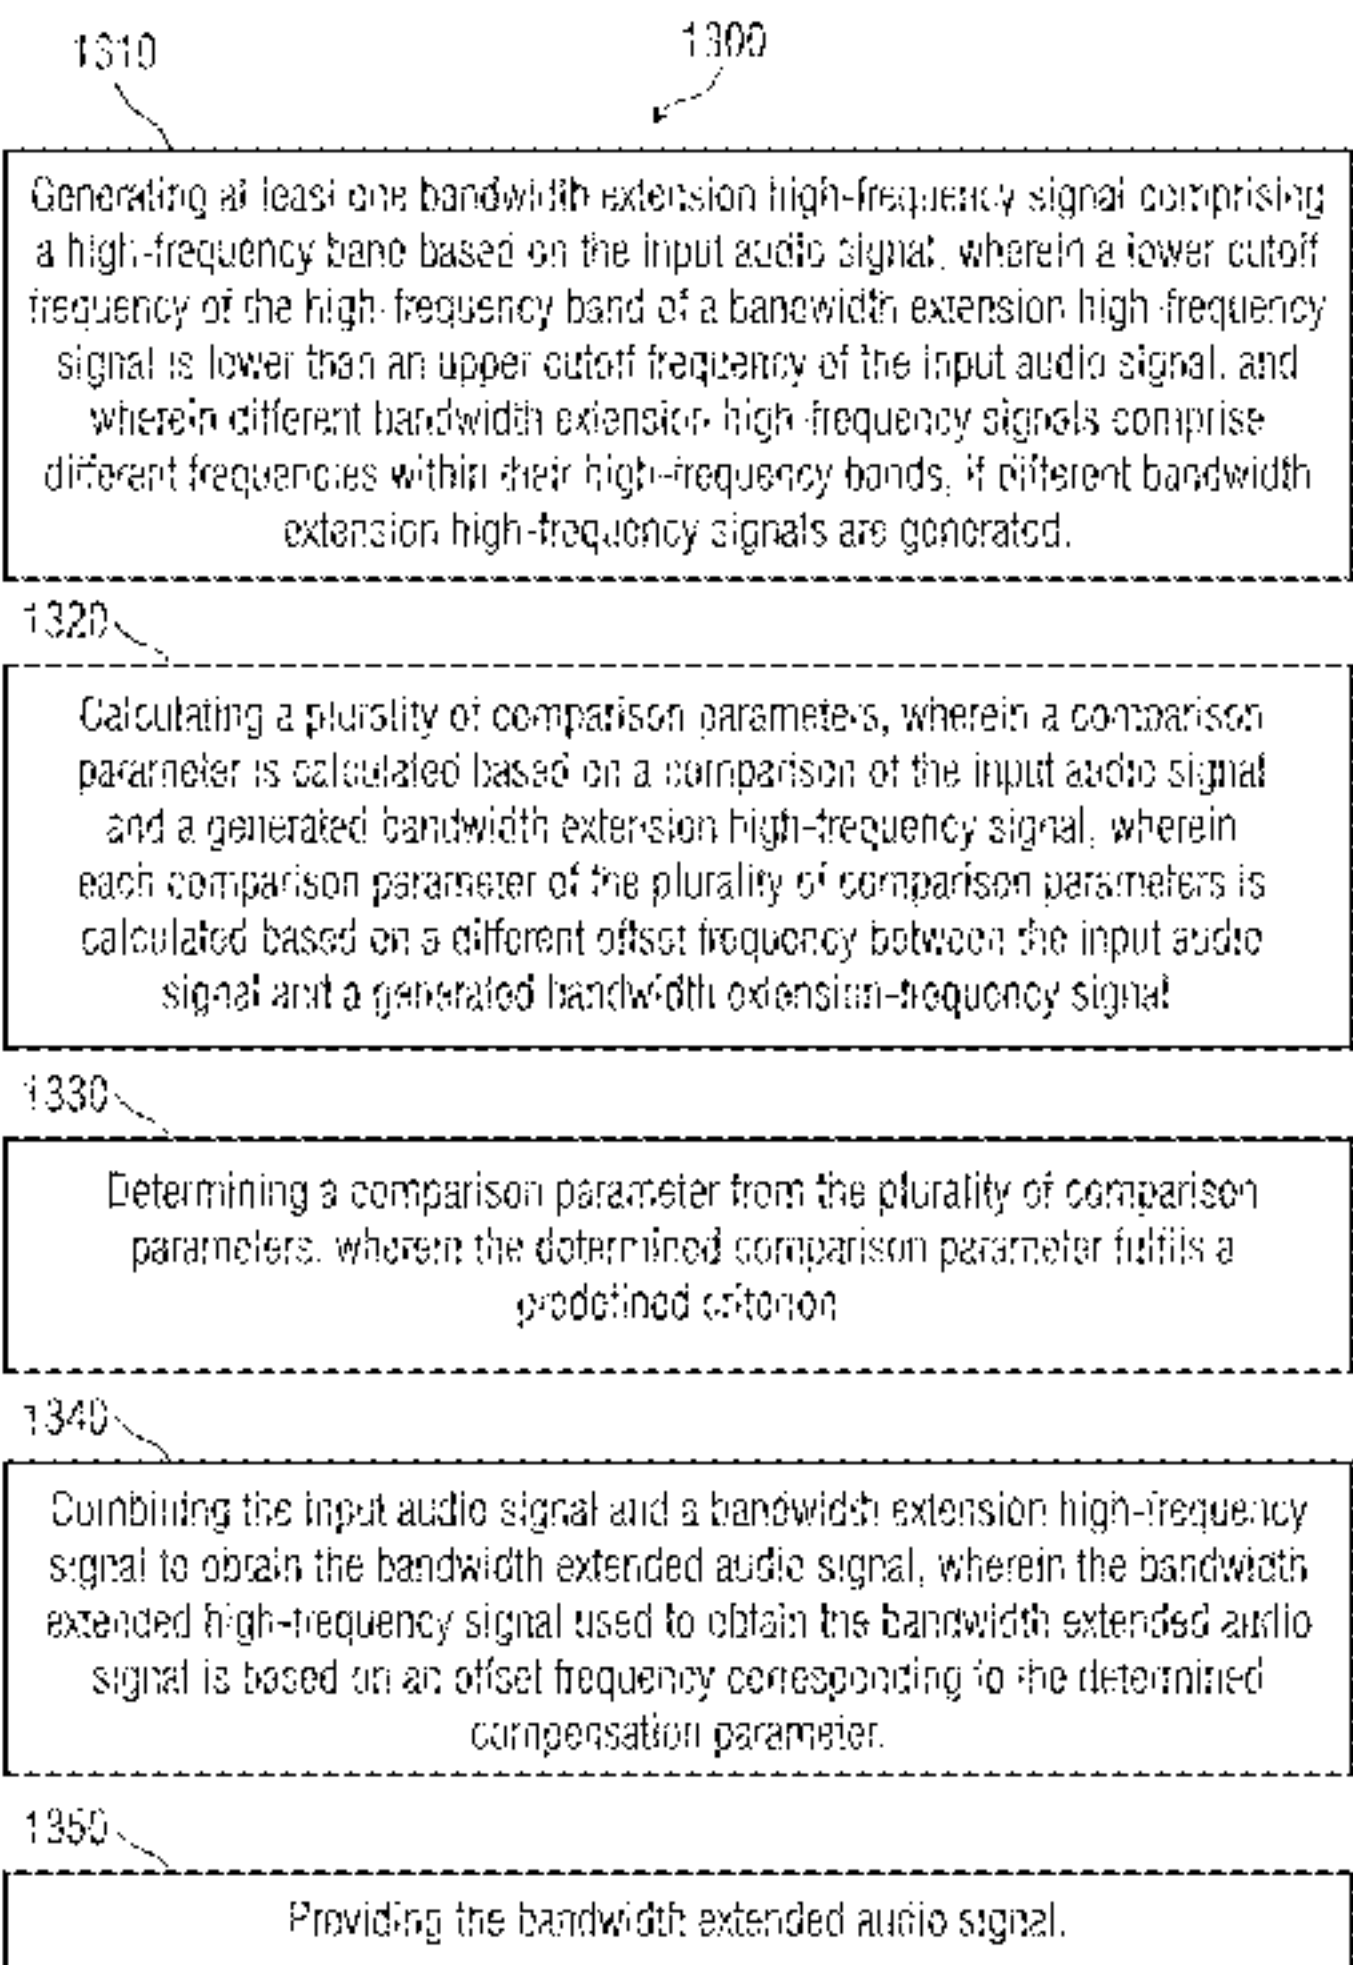 1310
1300
Generating at least one bandwidth extension high-frequency signal comprising
a high-frequency band based on the input audio signal, wherein a lower cutoff
frequency of the high-frequency band of a bandwidth extension high-frequency
signal is lower than an upper cutoff frequency of the input audio signal, and
wherein different bandwidth extension high-frequency signals comprise
different frequencies within their high-frequency bands, if different bandwidth
extension high-frequency signals are generated.
1320
Calculating a plurality of comparison parameters, wherein a comparison
parameter is calculated based on a comparison of the input audio signal
and a generated bandwidth extension high-frequency signal, wherein
each comparison parameter of the plurality of comparison parameters is
calculated based on a different offset frequency between the input audio
signal and a generated bandwidth extension-frequency signal
1330
Determining a comparison parameter from the plurality of comparison
parameters, wherein the determined comparison parameter fulfils a
predefined criterion
1340
Combining the input audio signal and a bandwidth extension high-frequency
signal to obtain the bandwidth extended audio signal, wherein the bandwidth
extended high-frequency signal used to obtain the bandwidth extended audio
signal is based on an offset frequency corresponding to the determined
compensation parameter.
1350
Providing the bandwidth extended audio signal.